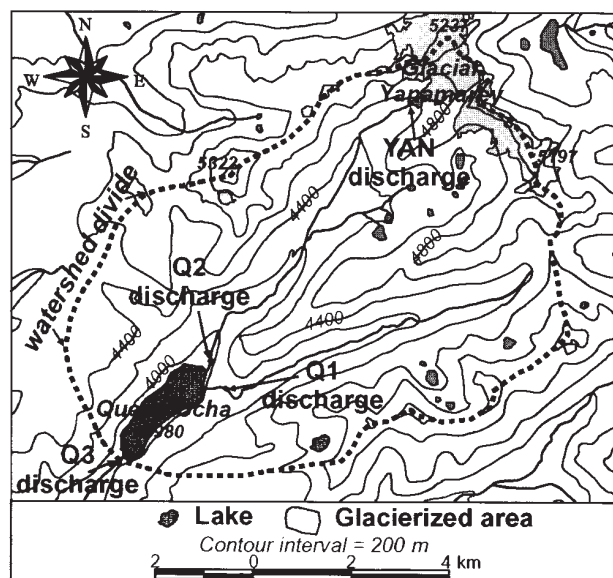 N
W E
S
5237
Glaciar
Yanamarey
4800
YAN
discharge
5197
5322
4400
4800
watershed divide
Q2
discharge
4400
4400
4000
Q1
discharge
Querococha
3980
Q3
discharge
Lake Glacierized area
Contour interval = 200 m
2 0 2 4 km